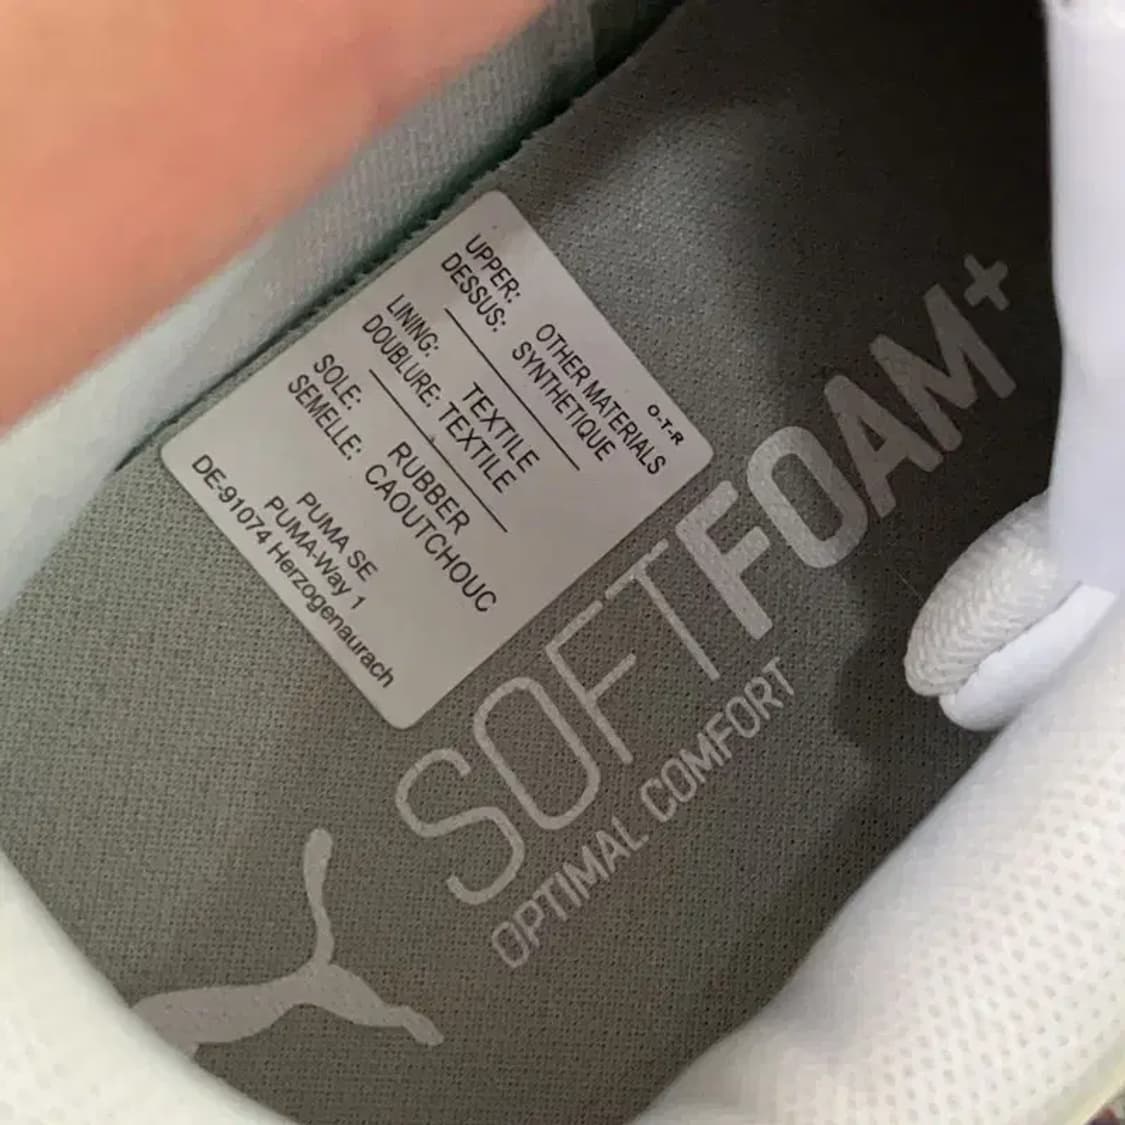 O-T-R
UPPER: OTHER MATERIALS
DESSUS: SYNTHETIQUE
LINING: TEXTILE
DOUBLURE: TEXTILE
SOLE: RUBBER
SEMELLE: CAOUTCHOUC
PUMA SE
PUMA-Way 1
DE-91074 Herzogenaurach
SOFTFOAM+
OPTIMAL COMFORT